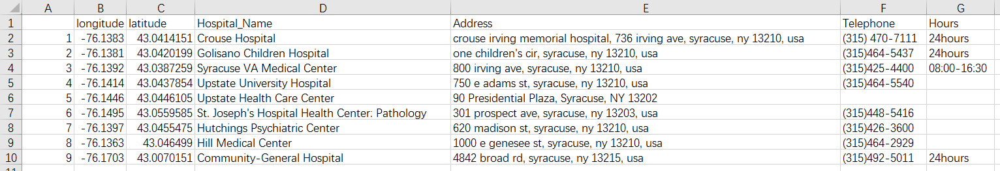 A B C D E F G
1 longitude latitude Hospital_Name Address Telephone Hours
2 1 -76.1383 43.0414151 Crouse Hospital crouse irving memorial hospital, 736 irving ave, syracuse, ny 13210, usa (315) 470-7111 24hours
3 2 -76.1381 43.0420199 Golisano Children Hospital one children's cir, syracuse, ny 13210, usa (315)464-5437 24hours
4 3 -76.1392 43.0387259 Syracuse VA Medical Center 800 irving ave, syracuse, ny 13210, usa (315)425-4400 08:00-16:30
5 4 -76.1414 43.0437854 Upstate University Hospital 750 e adams st, syracuse, ny 13210, usa (315)464-5540
6 5 -76.1446 43.0446105 Upstate Health Care Center 90 Presidential Plaza, Syracuse, NY 13202
7 6 -76.1495 43.0559585 St. Joseph's Hospital Health Center: Pathology 301 prospect ave, syracuse, ny 13203, usa (315)448-5416
8 7 -76.1397 43.0455475 Hutchings Psychiatric Center 620 madison st, syracuse, ny 13210, usa (315)426-3600
9 8 -76.1363 43.046499 Hill Medical Center 1000 e genesee st, syracuse, ny 13210, usa (315)464-2929
10 9 -76.1703 43.0070151 Community-General Hospital 4842 broad rd, syracuse, ny 13215, usa (315)492-5011 24hours